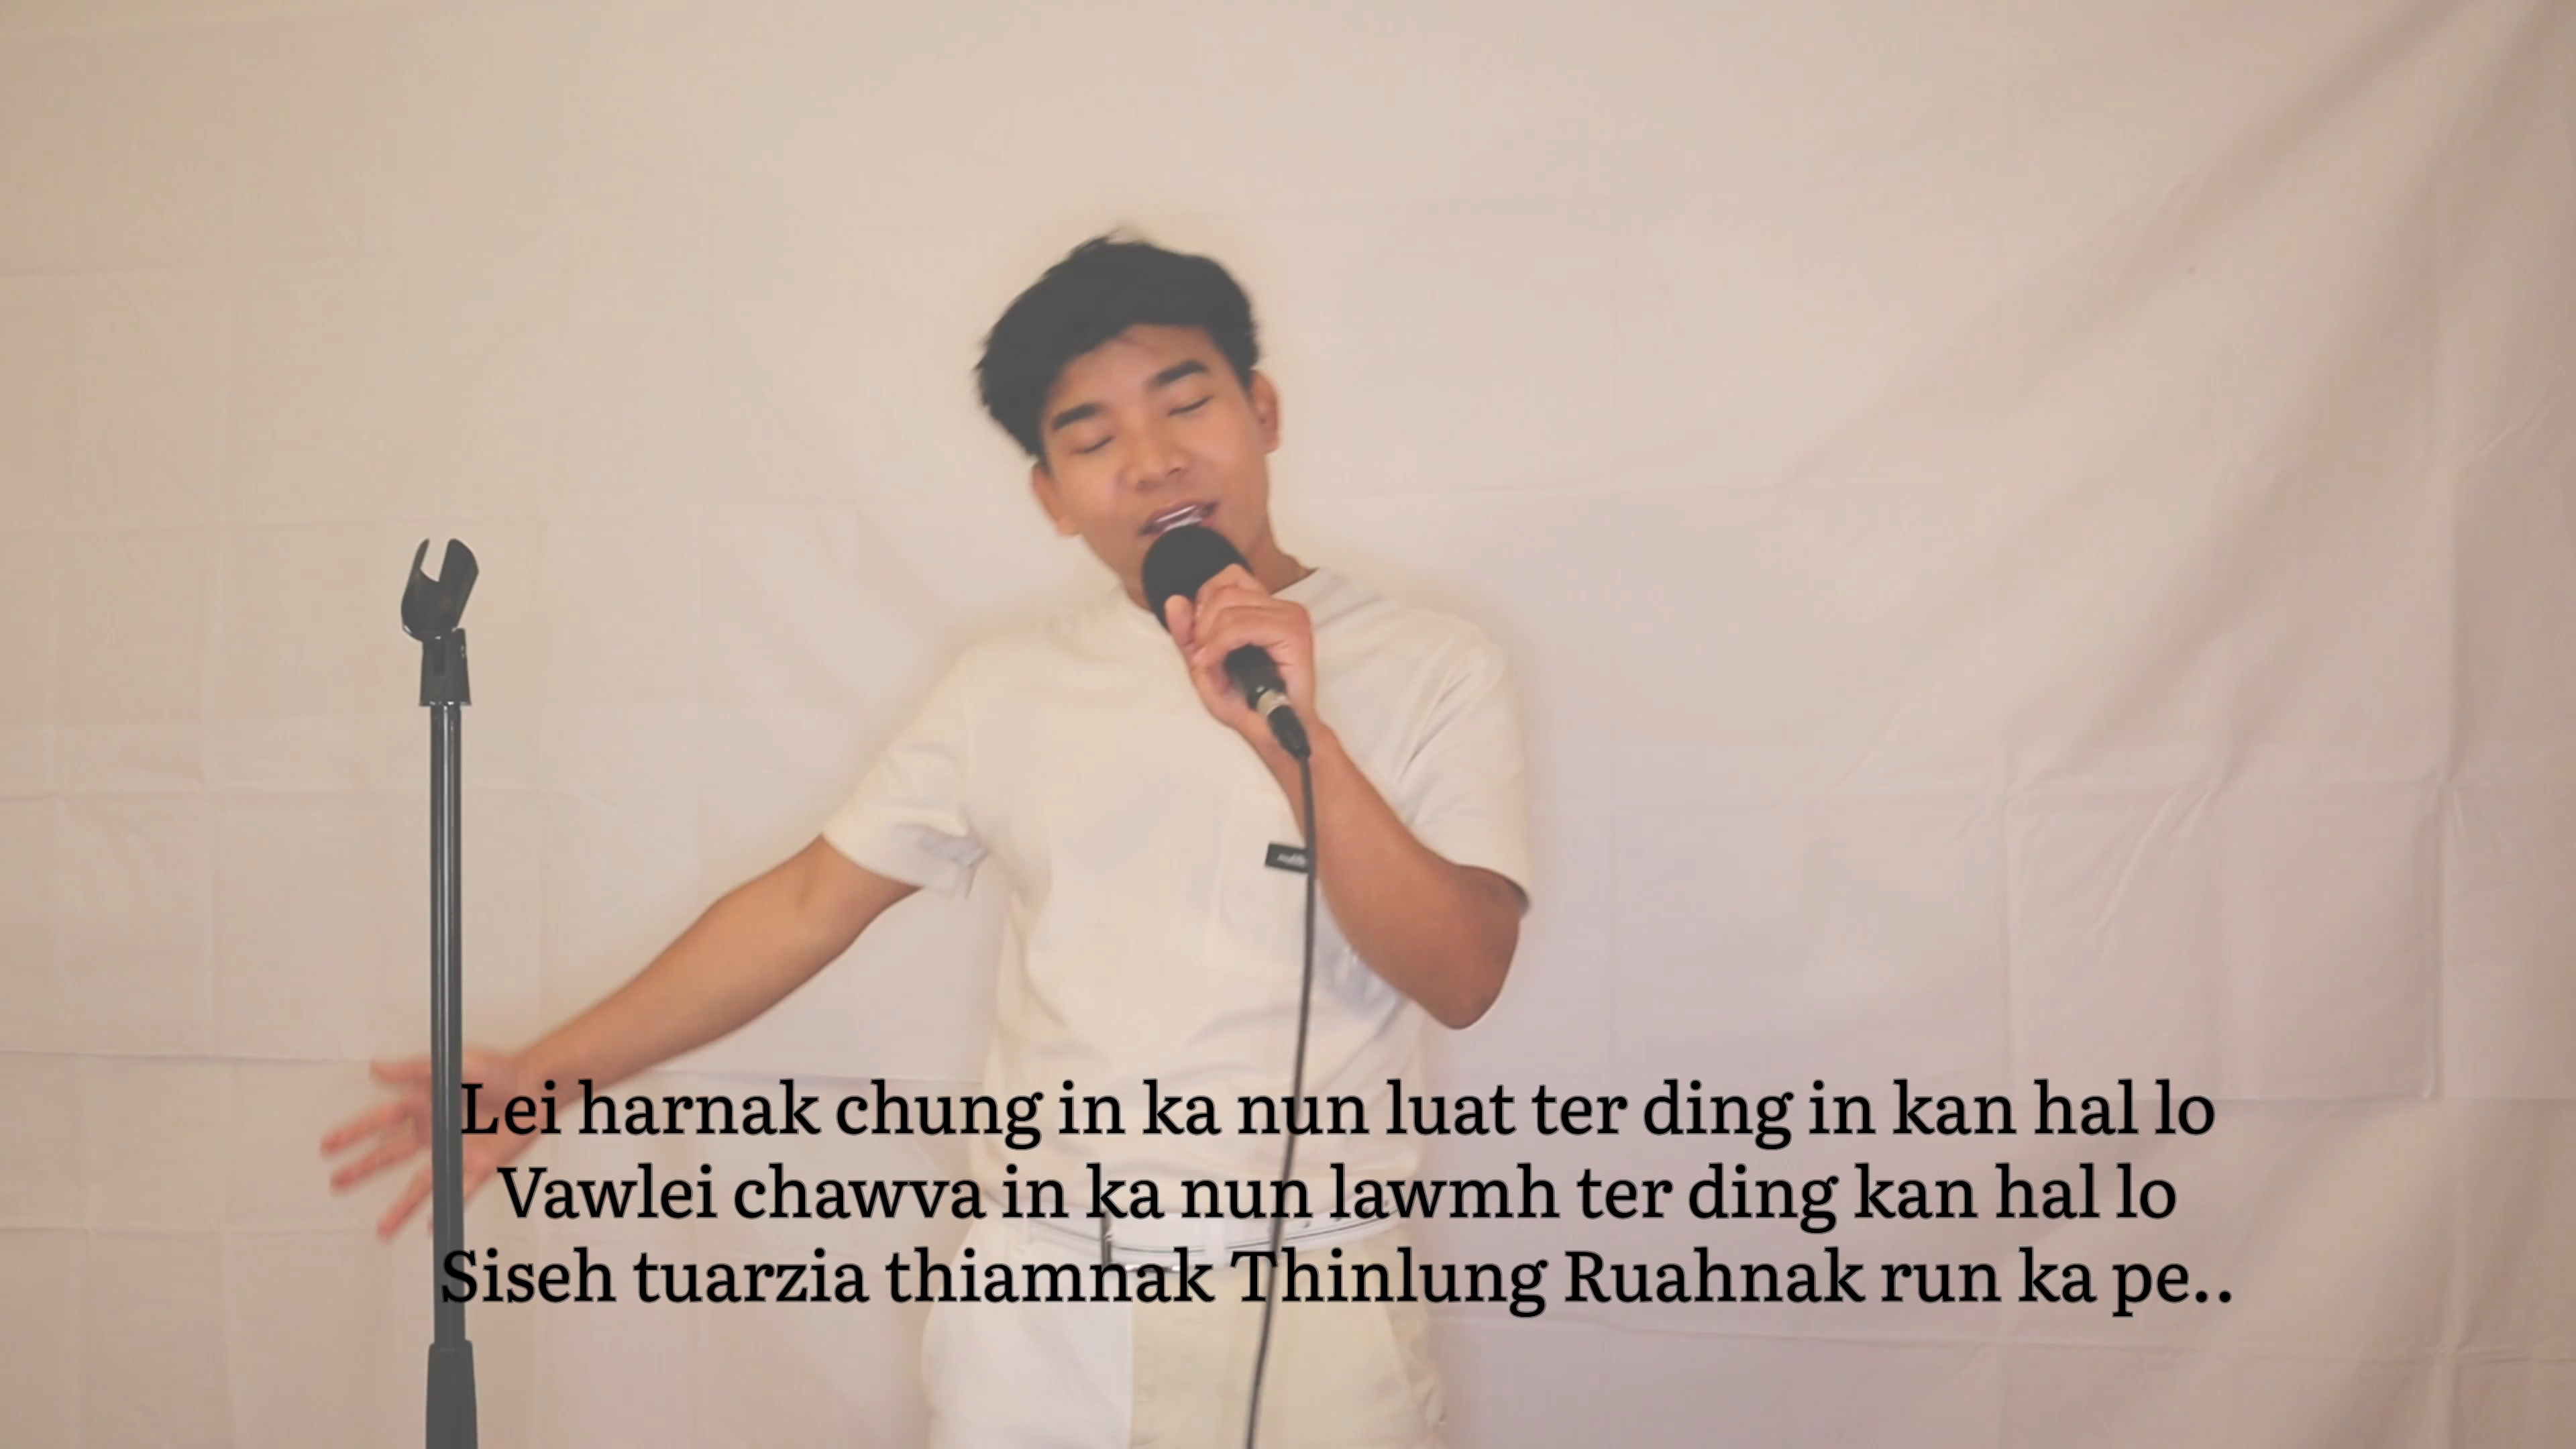 Lei harnak chung in ka nun luat ter ding in kan hal lo
Vawlei chawva in ka nun lawmh ter ding kan hal lo
Siseh tuarzia thiamnak Thinlung Ruahnak run ka pe..